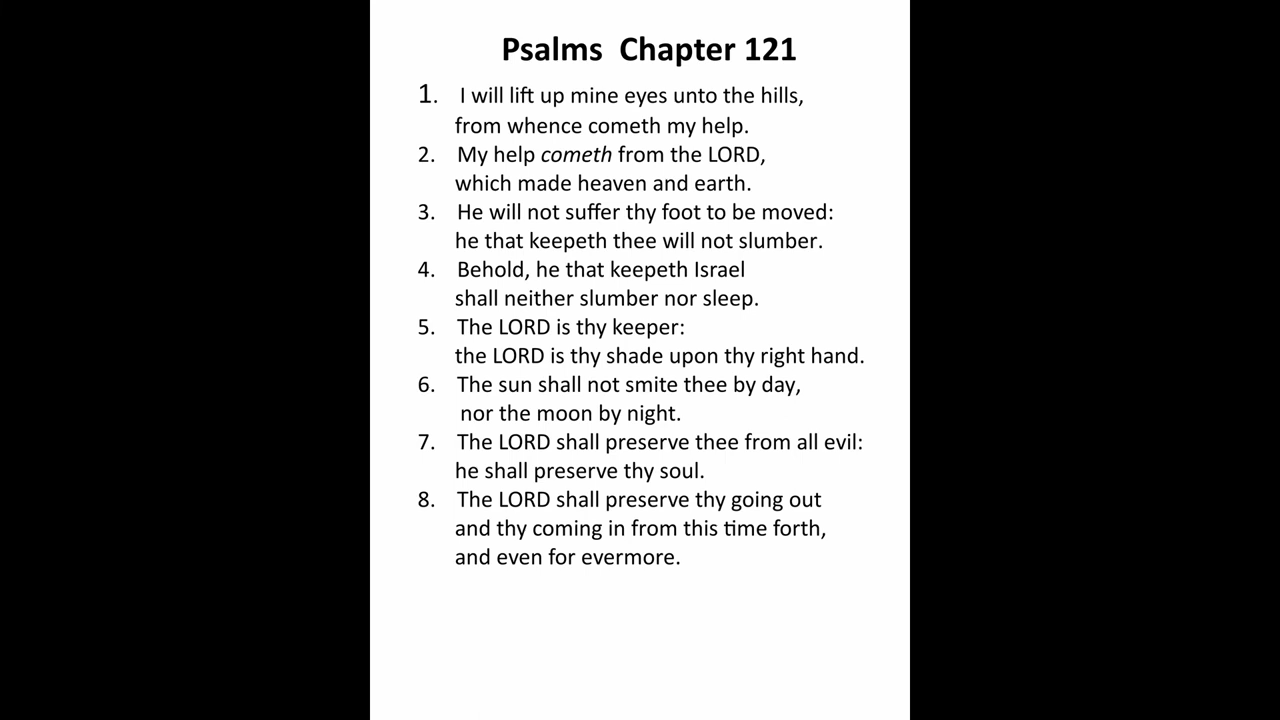 Psalms  Chapter 121
1. I will lift up mine eyes unto the hills,
from whence cometh my help.
2. My help cometh from the LORD,
which made heaven and earth.
3. He will not suffer thy foot to be moved:
he that keepeth thee will not slumber.
4. Behold, he that keepeth Israel
shall neither slumber nor sleep.
5. The LORD is thy keeper:
the LORD is thy shade upon thy right hand.
6. The sun shall not smite thee by day,
nor the moon by night.
7. The LORD shall preserve thee from all evil:
he shall preserve thy soul.
8. The LORD shall preserve thy going out
and thy coming in from this time forth,
and even for evermore.